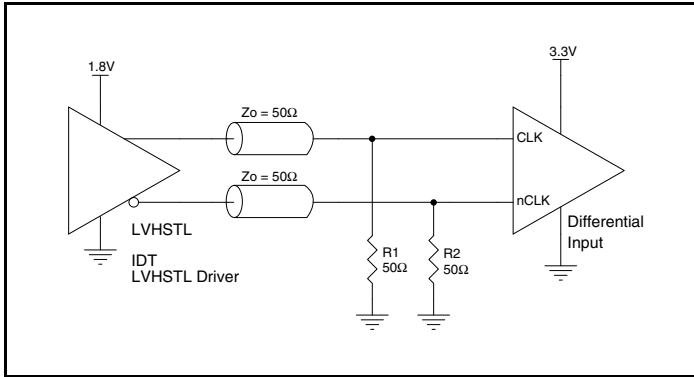 1.8V
3.3V
Zo = 50Ω
CLK
Zo = 50Ω
nCLK
LVHSTL
Differential
Input
IDT
LVHSTL Driver
R1
50Ω
R2
50Ω